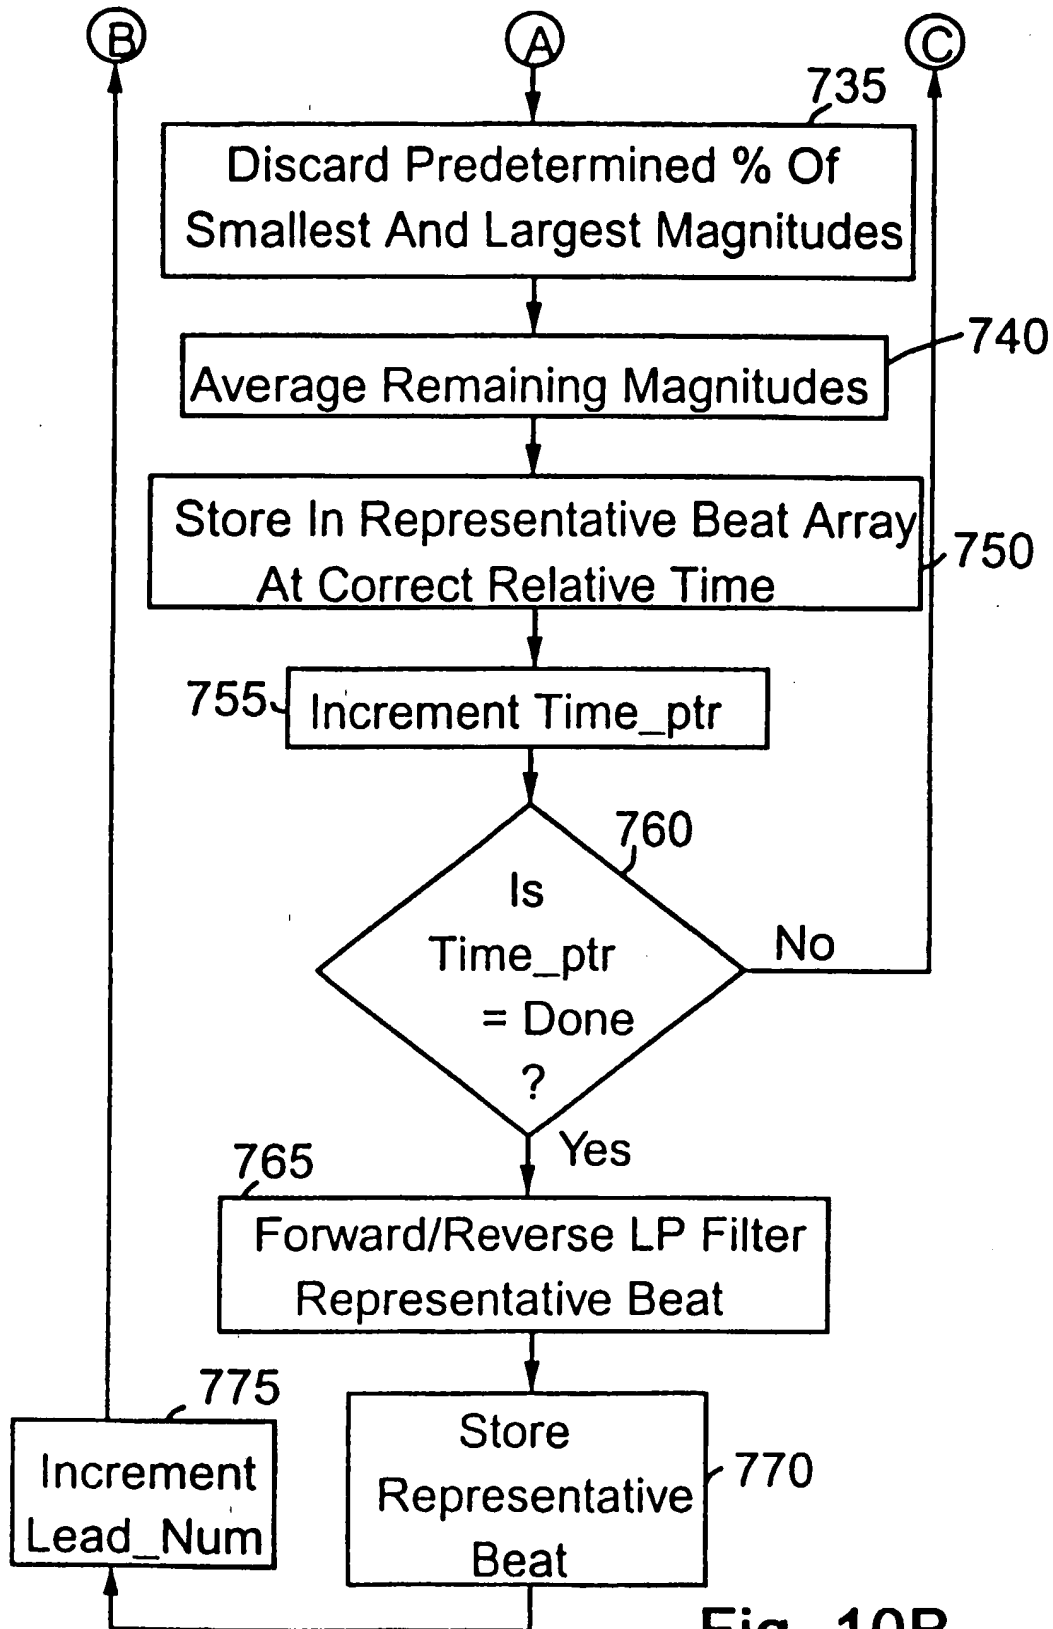 B
A
C
735
Discard Predetermined % Of
Smallest And Largest Magnitudes
740
Average Remaining Magnitudes
Store In Representative Beat Array
At Correct Relative Time
750
755
Increment Time_ptr
760
Is
Time_ptr
= Done
?
No
Yes
765
Forward/Reverse LP Filter
Representative Beat
775
Increment
Lead_Num
Store
Representative
Beat
770
Fig. 10B